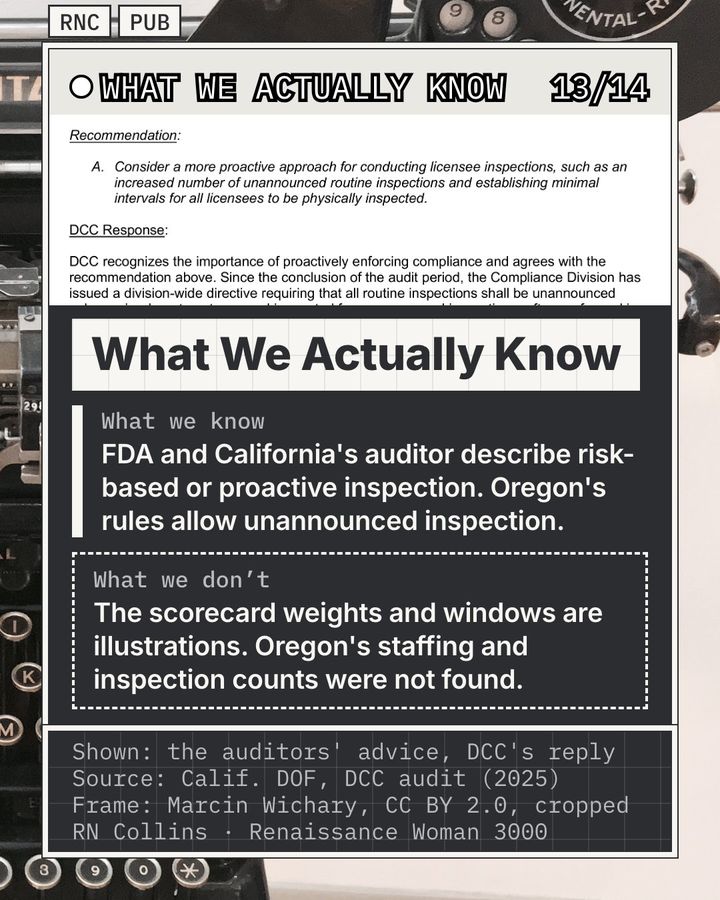 RNC PUB
NENTAL-R
9 8
WHAT WE ACTUALLY KNOW 13/14
Recommendation:
A. Consider a more proactive approach for conducting licensee inspections, such as an
increased number of unannounced routine inspections and establishing minimal
intervals for all licensees to be physically inspected.
DCC Response:
DCC recognizes the importance of proactively enforcing compliance and agrees with the
recommendation above. Since the conclusion of the audit period, the Compliance Division has
issued a division-wide directive requiring that all routine inspections shall be unannounced
What We Actually Know
What we know
FDA and California's auditor describe risk-
based or proactive inspection. Oregon's
rules allow unannounced inspection.
What we don’t
The scorecard weights and windows are
illustrations. Oregon's staffing and
inspection counts were not found.
I
K
M
Shown: the auditors' advice, DCC's reply
Source: Calif. DOF, DCC audit (2025)
Frame: Marcin Wichary, CC BY 2.0, cropped
RN Collins · Renaissance Woman 3000
8 9 0